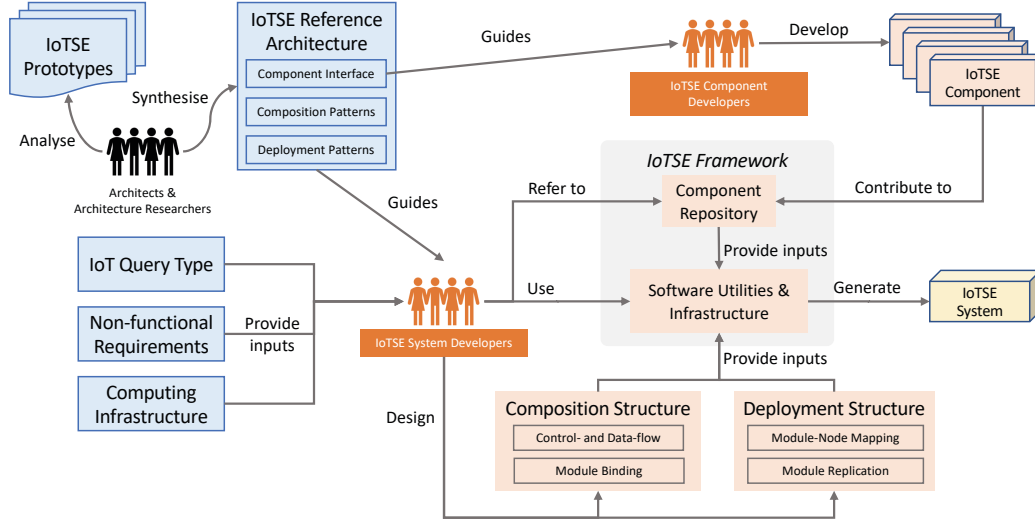 IoTSE
Prototypes
Analyse
Synthesise
Architects &
Architecture Researchers
IoTSE Reference
Architecture
Component Interface
Composition Patterns
Deployment Patterns
Guides
IoTSE Component
Developers
Develop
IoTSE
Component
Guides
Refer to
IoTSE Framework
Component
Repository
Contribute to
Provide inputs
IoT Query Type
Non-functional
Requirements
Computing
Infrastructure
Provide
inputs
IoTSE System Developers
Use
Software Utilities &
Infrastructure
Generate
IoTSE
System
Provide inputs
Design
Composition Structure
Control- and Data-flow
Module Binding
Deployment Structure
Module-Node Mapping
Module Replication